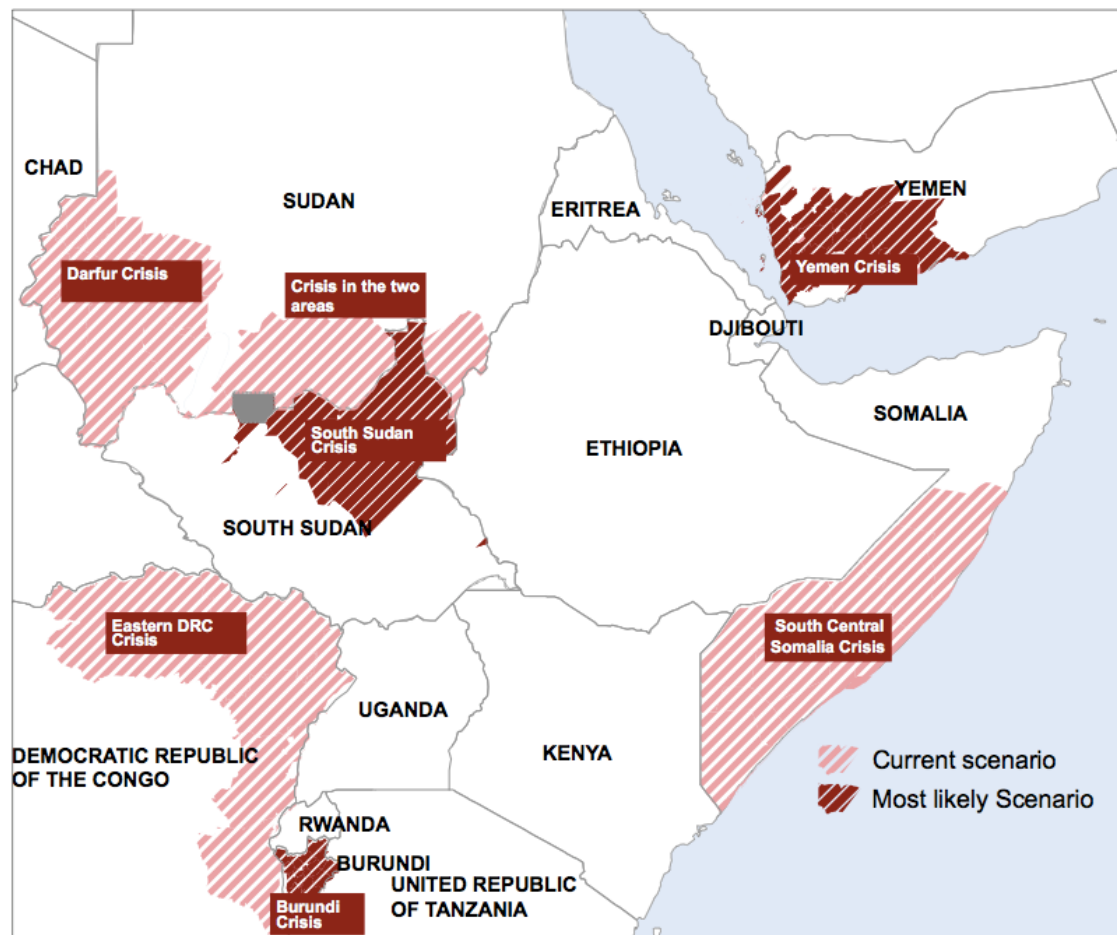 CHAD
SUDAN
ERITREA
YEMEN
Darfur Crisis
Crisis in the two
areas
Yemen Crisis
DJIBOUTI
SOMALIA
South Sudan
Crisis
ETHIOPIA
SOUTH SUDAN
Eastern DRC
Crisis
South Central
Somalia Crisis
UGANDA
KENYA
DEMOCRATIC REPUBLIC
OF THE CONGO
Current scenario
Most likely Scenario
RWANDA
BURUNDI
UNITED REPUBLIC
OF TANZANIA
Burundi
Crisis